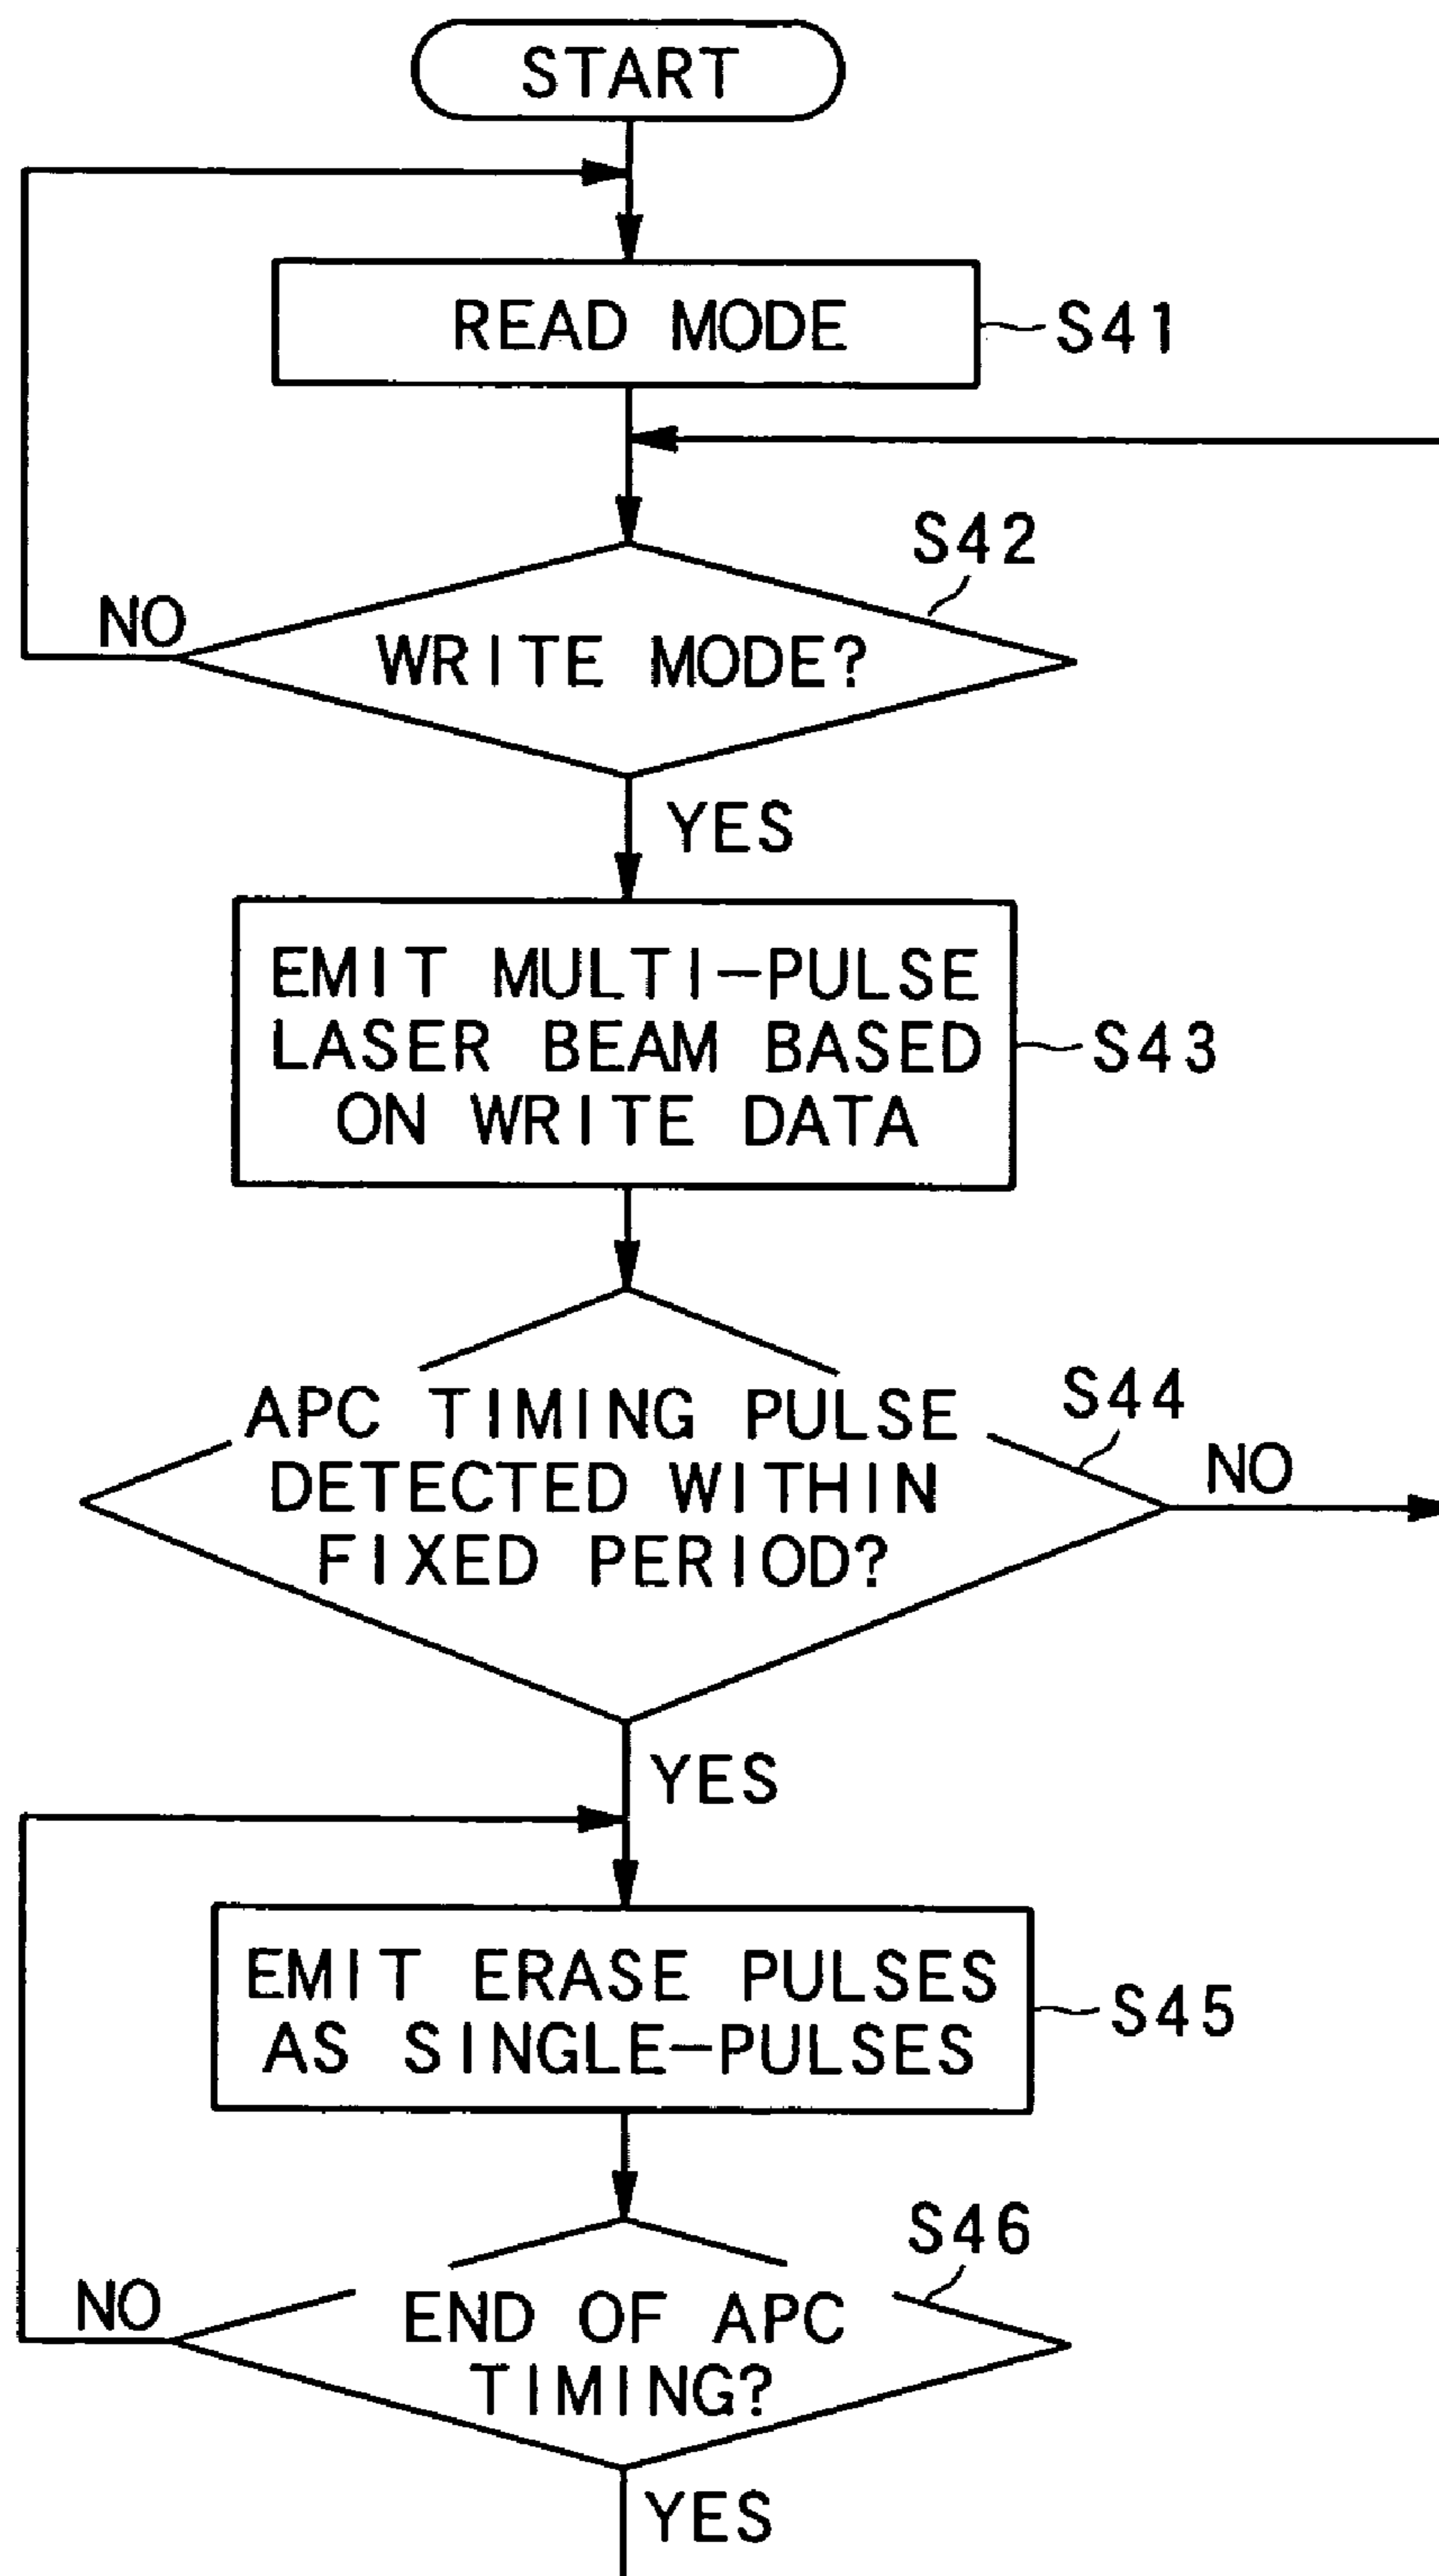 START
READ MODE
S41
S42
NO
WRITE MODE?
YES
EMIT MULTI-PULSE
LASER BEAM BASED
ON WRITE DATA
S43
APC TIMING PULSE
DETECTED WITHIN
FIXED PERIOD?
S44
NO
YES
EMIT ERASE PULSES
AS SINGLE-PULSES
S45
S46
NO
END OF APC
TIMING?
YES